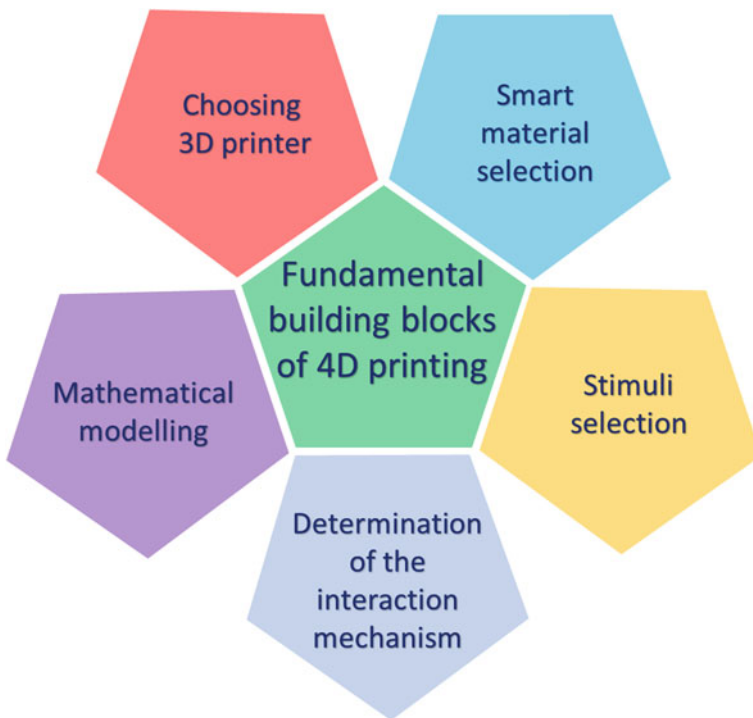 Choosing
3D printer
Smart
material
selection
Fundamental
building blocks
of 4D printing
Mathematical
modelling
Stimuli
selection
Determination
of the
interaction
mechanism